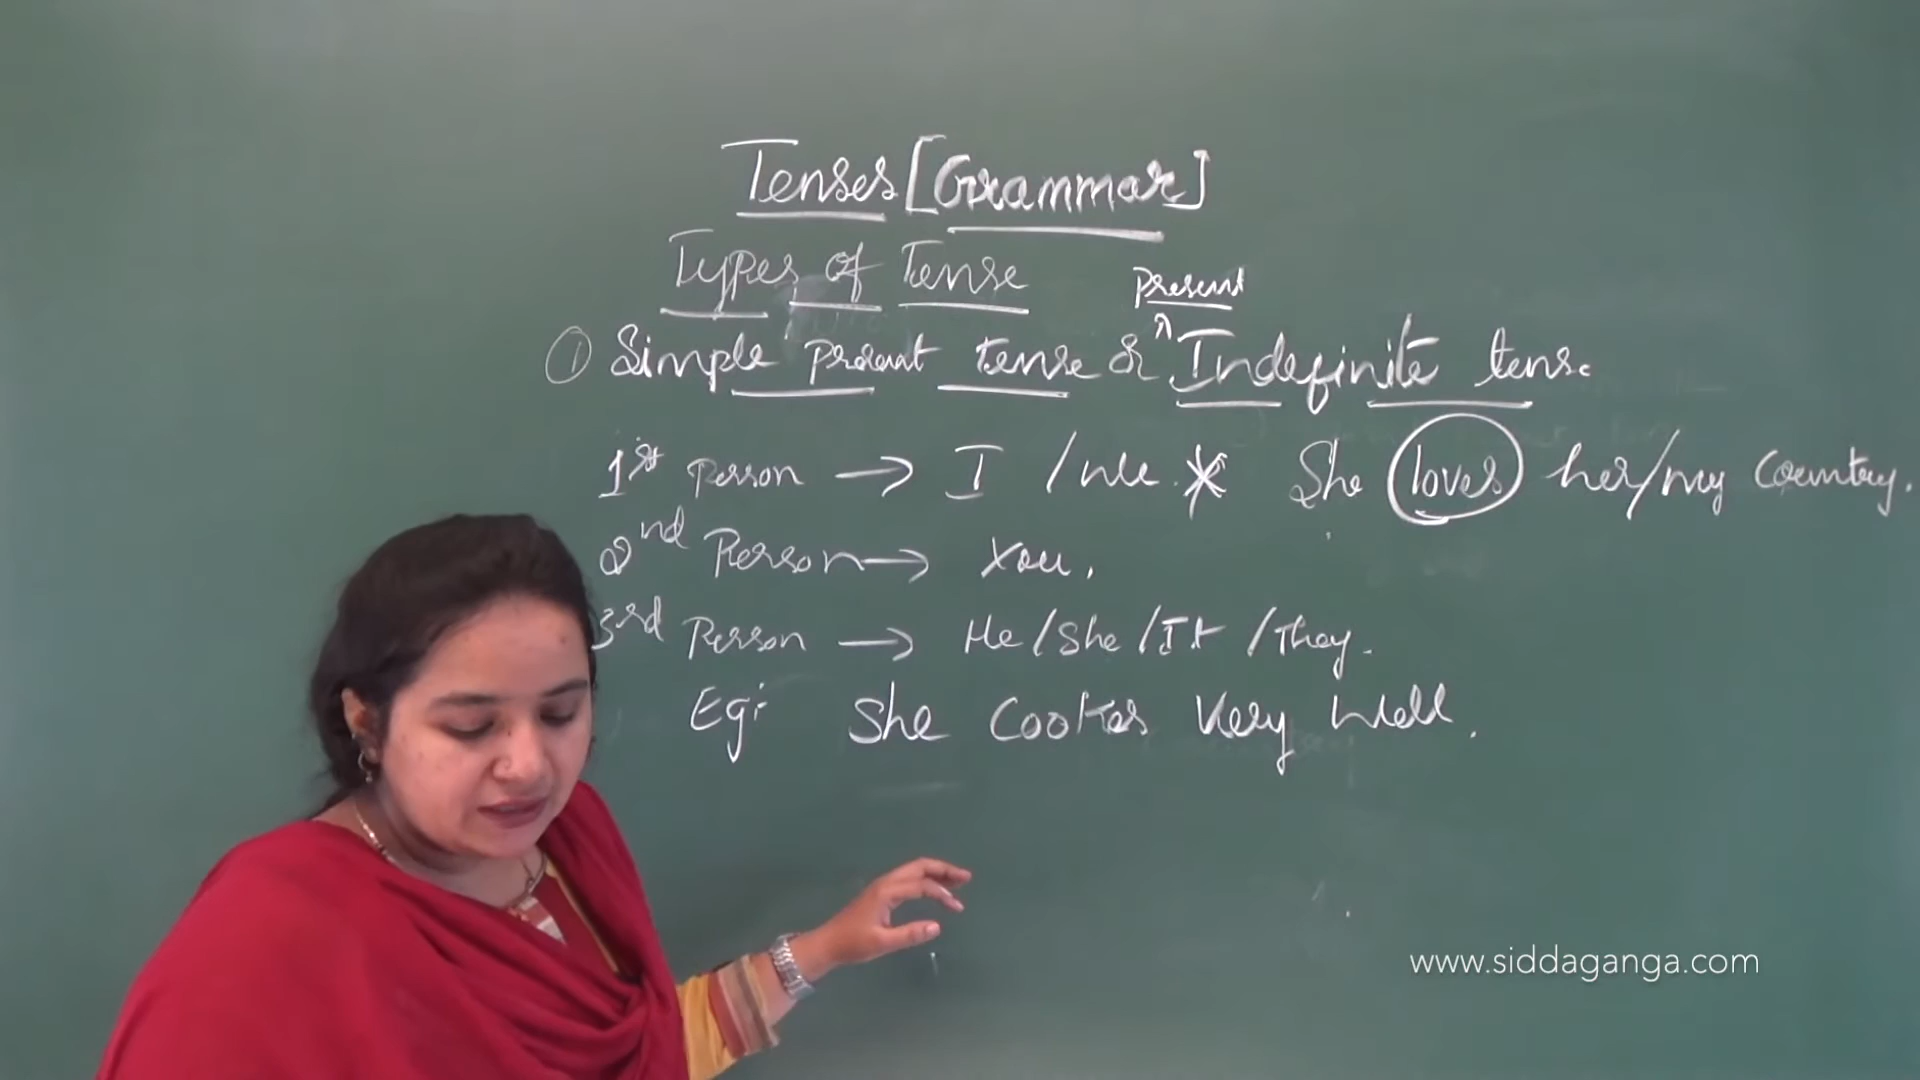 Tenses [Grammar]
Types of Tense
Present
① Simple present tense & ^ Indefinite tense
1st Person → I / We. * She loves her/my Country.
2nd Person → You.
3rd Person → He/She/It/They.
Eg: She Cookes Very Well.
www.siddaganga.com